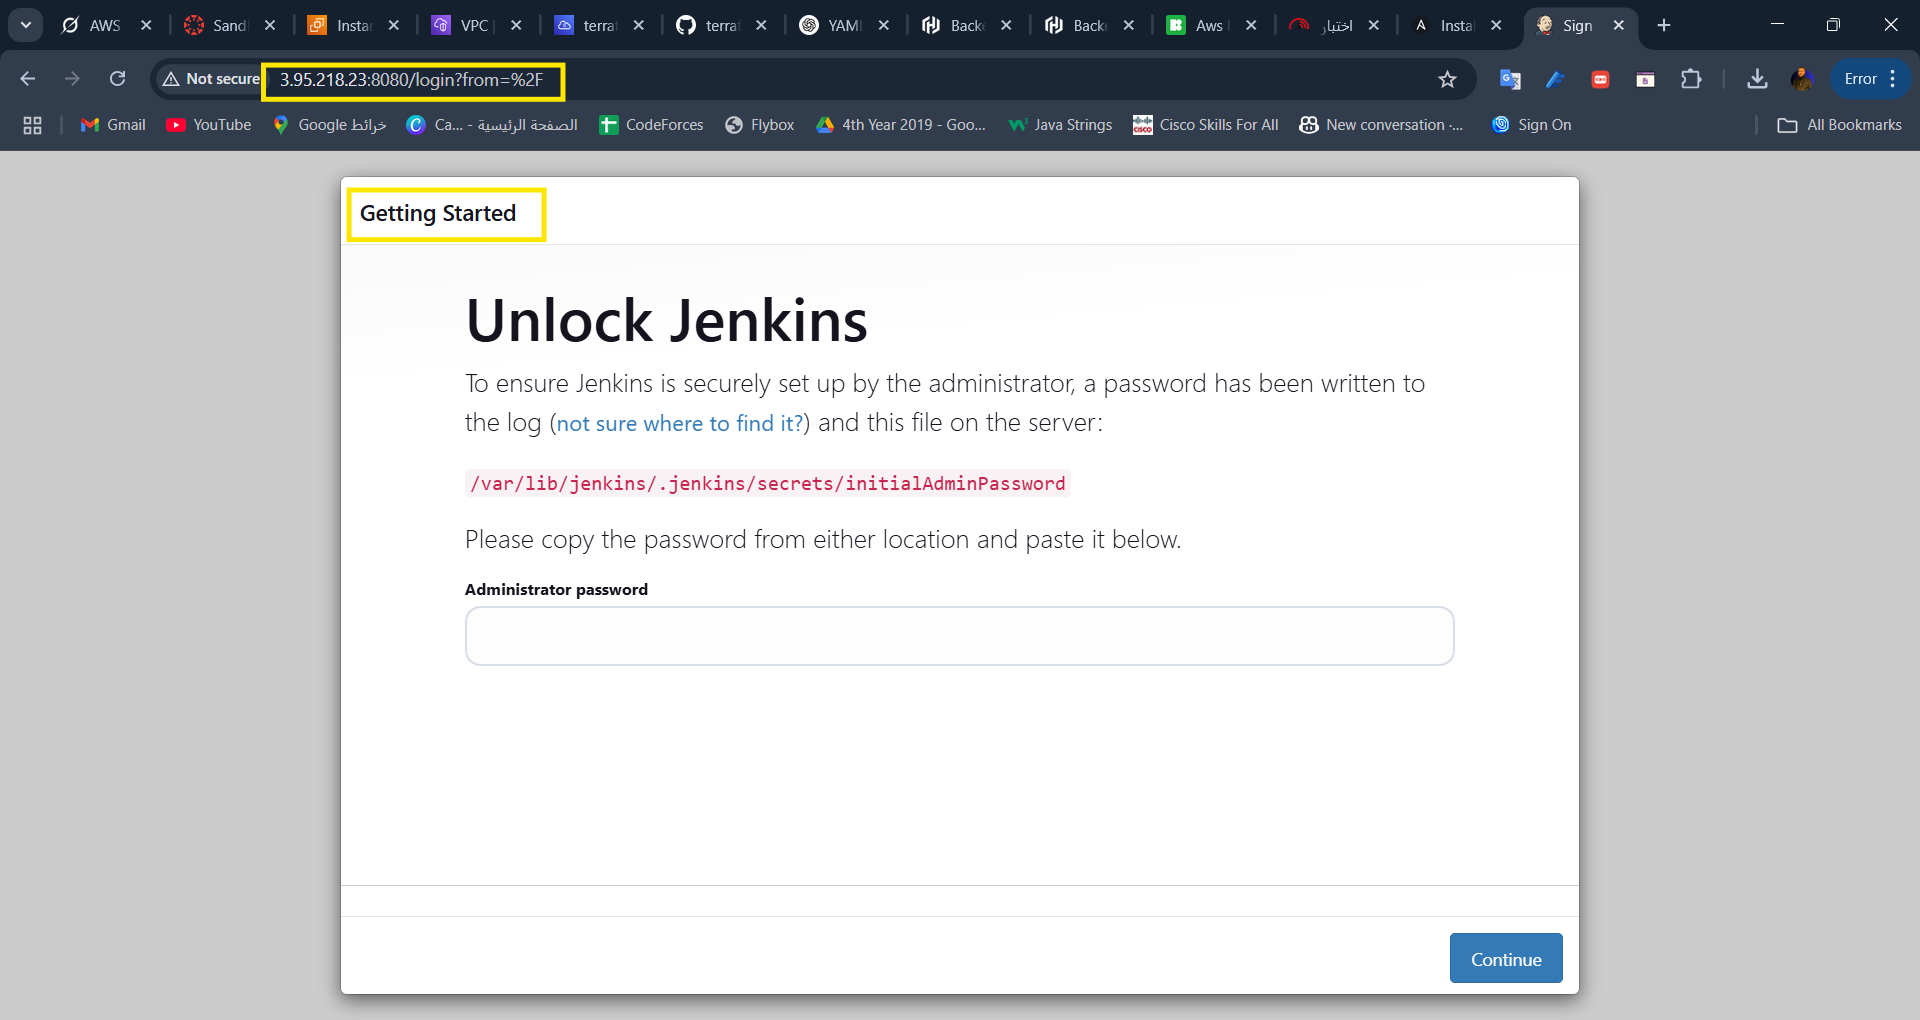 AWS
Sand
Insta
VPC |
terra
terra
YAM
Back
Back
Aws
اختبار
Insta
Sign
Not secure
3.95.218.23:8080/login?from=%2F
Error
Gmail
YouTube
خرائط Google
Ca... - الصفحة الرئيسية
CodeForces
Flybox
4th Year 2019 - Goo...
Java Strings
Cisco Skills For All
New conversation ·...
Sign On
All Bookmarks
Getting Started
Unlock Jenkins
To ensure Jenkins is securely set up by the administrator, a password has been written to
the log (not sure where to find it?) and this file on the server:
/var/lib/jenkins/.jenkins/secrets/initialAdminPassword
Please copy the password from either location and paste it below.
Administrator password
Continue